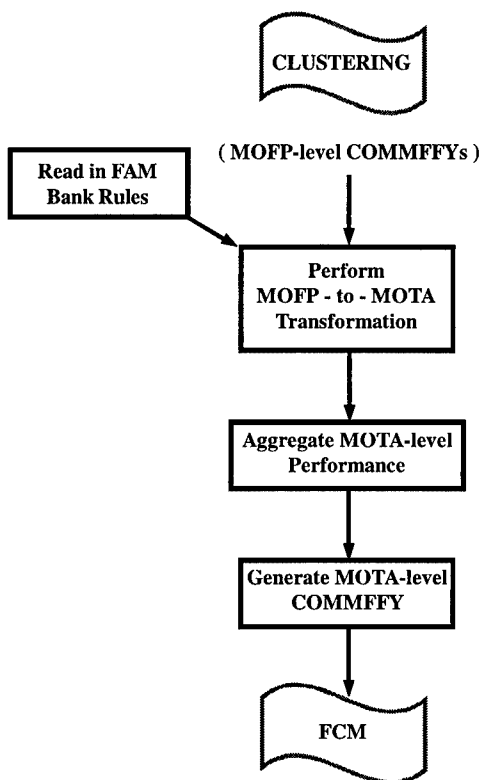 CLUSTERING
( MOFP-level COMMFFYs )
Read in FAM
Bank Rules
Perform
MOFP - to - MOTA
Transformation
Aggregate MOTA-level
Performance
Generate MOTA-level
COMMFFY
FCM